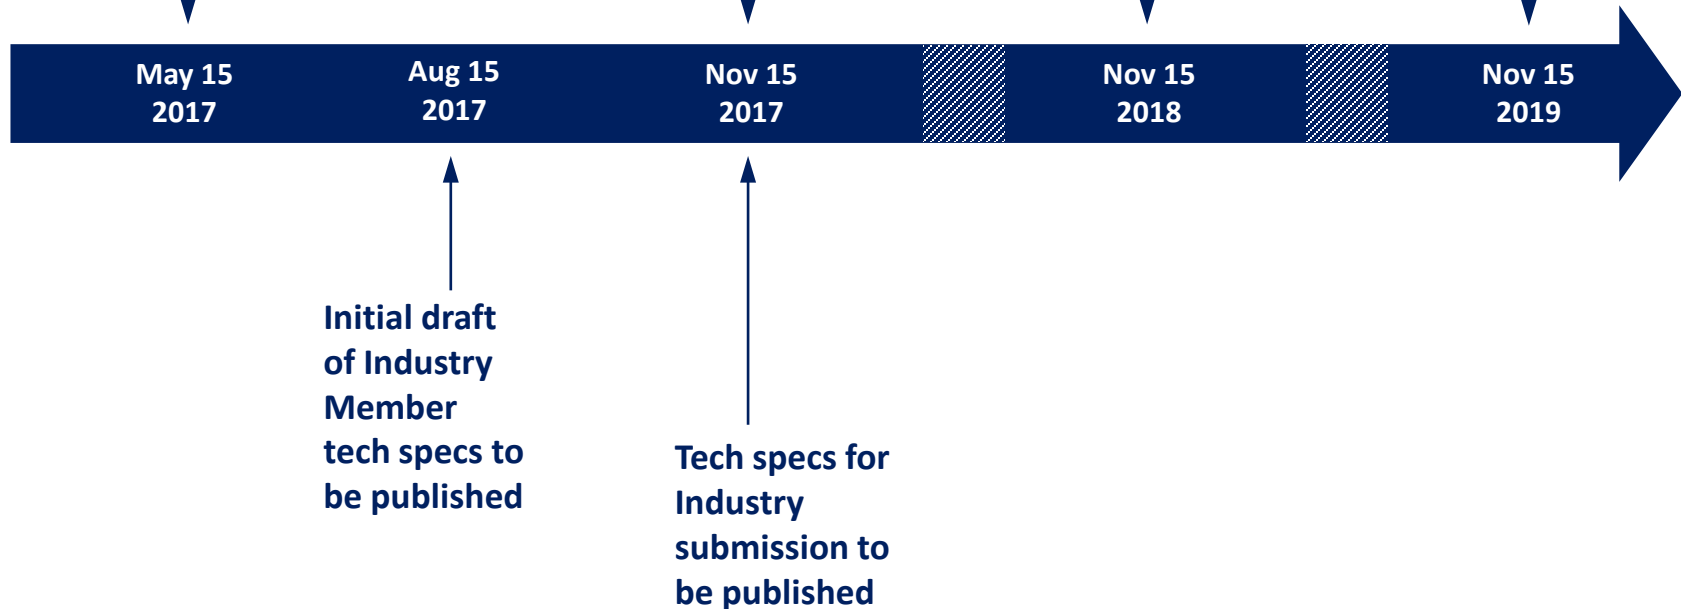 May 15
2017
Aug 15
2017
Nov 15
2017
Nov 15
2018
Nov 15
2019
Initial draft
of Industry
Member
tech specs to
be published
Tech specs for
Industry
submission to
be published